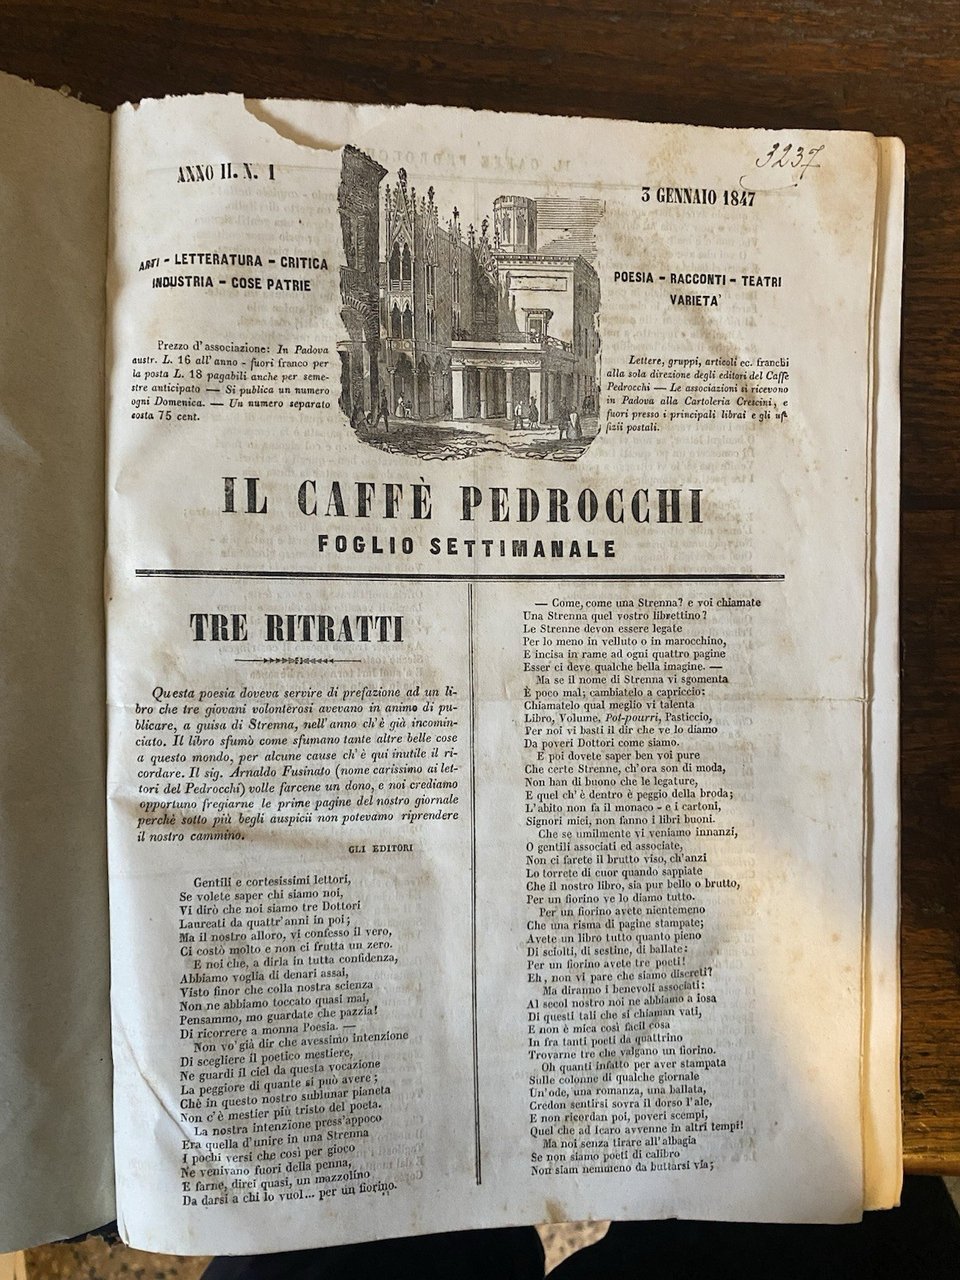 3237
ANNO II. N. 1
3 GENNAIO 1847
ARTI - LETTERATURA - CRITICA
INDUSTRIA - COSE PATRIE
POESIA - RACCONTI - TEATRI
VARIETA'
Prezzo d'associazione: In Padova
austr. L. 16 all'anno - fuori franco per
la posta L. 18 pagabili anche per seme-
stre anticipato — Si publica un numero
ogni Domenica. — Un numero separato
costa 75 cent.
Lettere, gruppi, articoli ec. franchi
alla sola direzione degli editori del Caffè
Pedrocchi — Le associazioni si ricevono
in Padova alla Cartoleria Crescini, e
fuori presso i principali librai e gli uf-
fizii postali.
IL CAFFÈ PEDROCCHI
FOGLIO SETTIMANALE
TRE RITRATTI
Questa poesia doveva servire di prefazione ad un li-
bro che tre giovani volonterosi avevano in animo di pu-
blicare, a guisa di Strenna, nell'anno ch'è già incomin-
ciato. Il libro sfumò come sfumano tante altre belle cose
a questo mondo, per alcune cause ch'è qui inutile il ri-
cordare. Il sig. Arnaldo Fusinato (nome carissimo ai let-
tori del Pedrocchi) volle farcene un dono, e noi crediamo
opportuno fregiarne le prime pagine del nostro giornale
perchè sotto più begli auspicii non potevamo riprendere
il nostro cammino.
GLI EDITORI
Gentili e cortesissimi lettori,
Se volete saper chi siamo noi,
Vi dirò che noi siamo tre Dottori
Laureati da quattr'anni in poi;
Ma il nostro alloro, vi confesso il vero,
Ci costò molto e non ci frutta un zero.
E noi che, a dirla in tutta confidenza,
Abbiamo voglia di denari assai,
Visto finor che colla nostra scienza
Non ne abbiamo toccato quasi mai,
Pensammo, mo guardate che pazzia!
Di ricorrere a monna Poesia. —
Non vo' già dir che avessimo intenzione
Di scegliere il poetico mestiere,
Ne guardi il ciel da questa vocazione
La peggiore di quante si può avere;
Chè in questo nostro sublunar pianeta
Non c'è mestier più tristo del poeta.
La nostra intenzione press'appoco
Era quella d'unire in una Strenna
I pochi versi che così per gioco
Ne venivano fuori della penna,
E farne, direi quasi, un mazzolino
Da darsi a chi lo vuol... per un fiorino.
— Come, come una Strenna? e voi chiamate
Una Strenna quel vostro librettino?
Le Strenne devon essere legate
Per lo meno in velluto o in marocchino,
E incisa in rame ad ogni quattro pagine
Esser ci deve qualche bella imagine. —
Ma se il nome di Strenna vi sgomenta
È poco mal; cambiatelo a capriccio:
Chiamatelo qual meglio vi talenta
Libro, Volume, Pot-pourri, Pasticcio,
Per noi vi basti il dir che ve lo diamo
Da poveri Dottori come siamo.
E poi dovete saper ben voi pure
Che certe Strenne, ch'ora son di moda,
Non han di buono che le legature,
E quel ch'è dentro è peggio della broda;
L'abito non fa il monaco - e i cartoni,
Signori miei, non fanno i libri buoni.
Che se umilmente vi veniamo innanzi,
O gentili associati ed associate,
Non ci farete il brutto viso, ch'anzi
Lo torrete di cuor quando sappiate
Che il nostro libro, sia pur bello o brutto,
Per un fiorino ve lo diamo tutto.
Per un fiorino avete nientemeno
Che una risma di pagine stampate;
Avete un libro tutto quanto pieno
Di sciolti, di sestine, di ballate:
Per un fiorino avete tre poeti!
Eh, non vi pare che siamo discreti?
Ma diranno i benevoli associati:
Al secol nostro noi ne abbiamo a iosa
Di questi tali che si chiaman vati,
E non è mica così facil cosa
In fra tanti poeti da quattrino
Trovarne tre che valgano un fiorino.
Oh quanti infatto per aver stampata
Sulle colonne di qualche giornale
Un'ode, una romanza, una ballata,
Credon sentirsi sovra il dorso l'ale,
E non ricordan poi, poveri scempi,
Quel che ad Icaro avvenne in altri tempi!
Ma noi senza tirare all'albagia
Se non siamo poeti di calibro
Non siam nemmeno da buttarsi via;